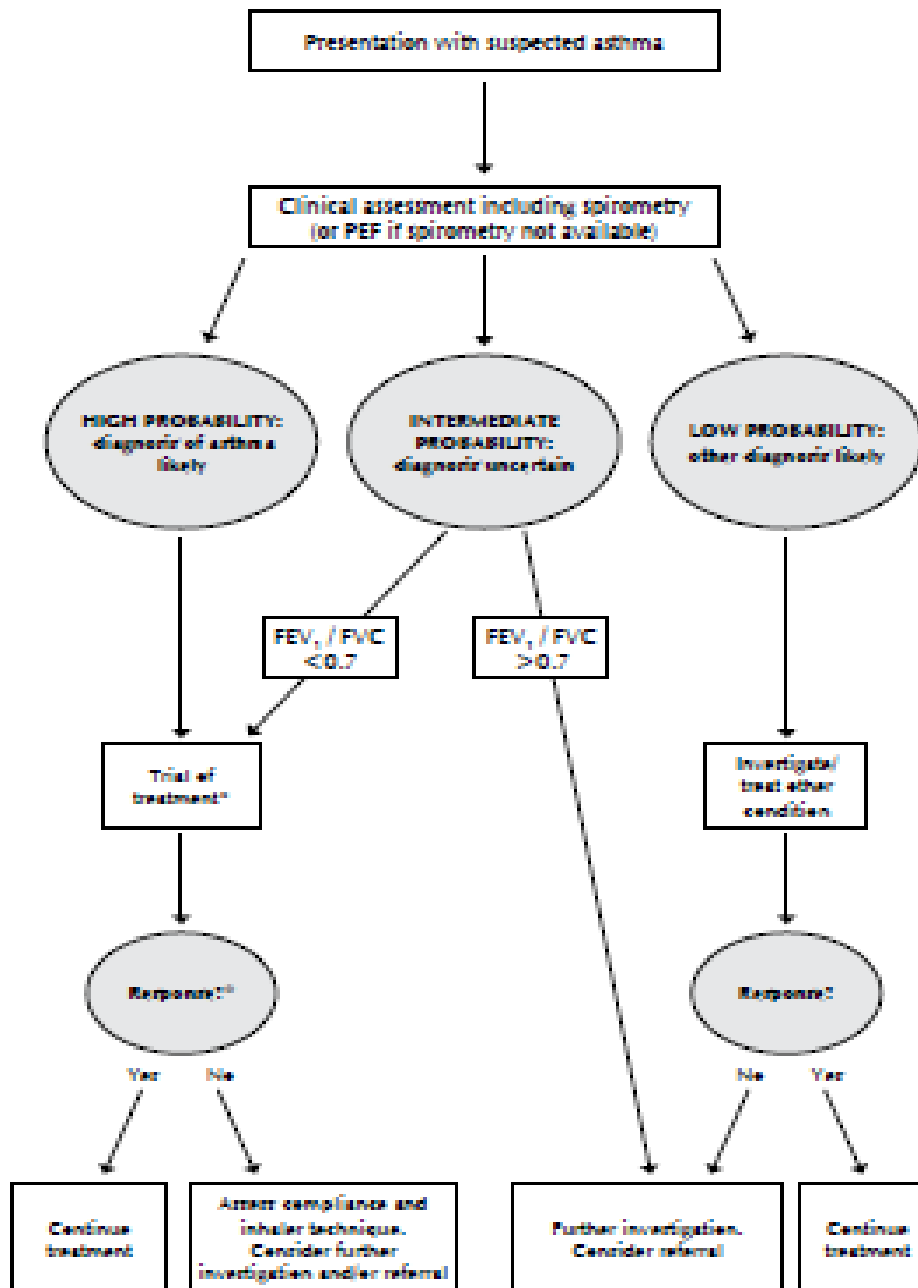 Presentation with suspected asthma
Clinical assessment including spirometry
(or PEF if spirometry not available)
HIGH PROBABILITY:
diagnosis of asthma
likely
INTERMEDIATE
PROBABILITY:
diagnosis uncertain
LOW PROBABILITY:
other diagnosis likely
FEV₁ / FVC
<0.7
FEV₁ / FVC
>0.7
Trial of
treatment*
Investigate/
treat other
condition
Response?*
Response?
Yes No
No Yes
Continue
treatment
Assess compliance and
inhaler technique.
Consider further
investigation and/or referral
Further investigation.
Consider referral
Continue
treatment